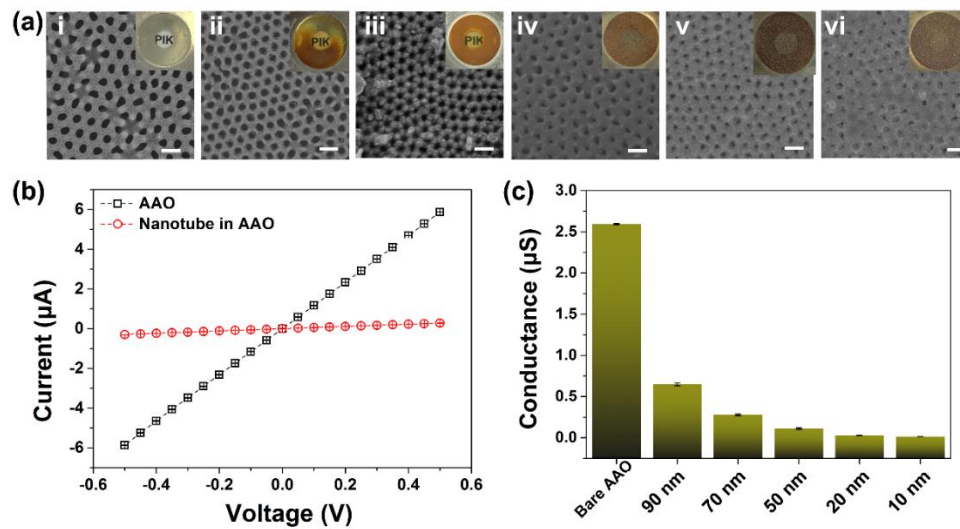 (a)
i
PIK
ii
PIK
iii
PIK
iv
v
vi
(b)
AAO
Nanotube in AAO
6
4
2
0
-2
-4
-6
Current (µA)
-0.6
-0.4
-0.2
0.0
0.2
0.4
0.6
Voltage (V)
(c)
3.0
2.5
2.0
1.5
1.0
0.5
0.0
Conductance (µS)
Bare AAO
90 nm
70 nm
50 nm
20 nm
10 nm